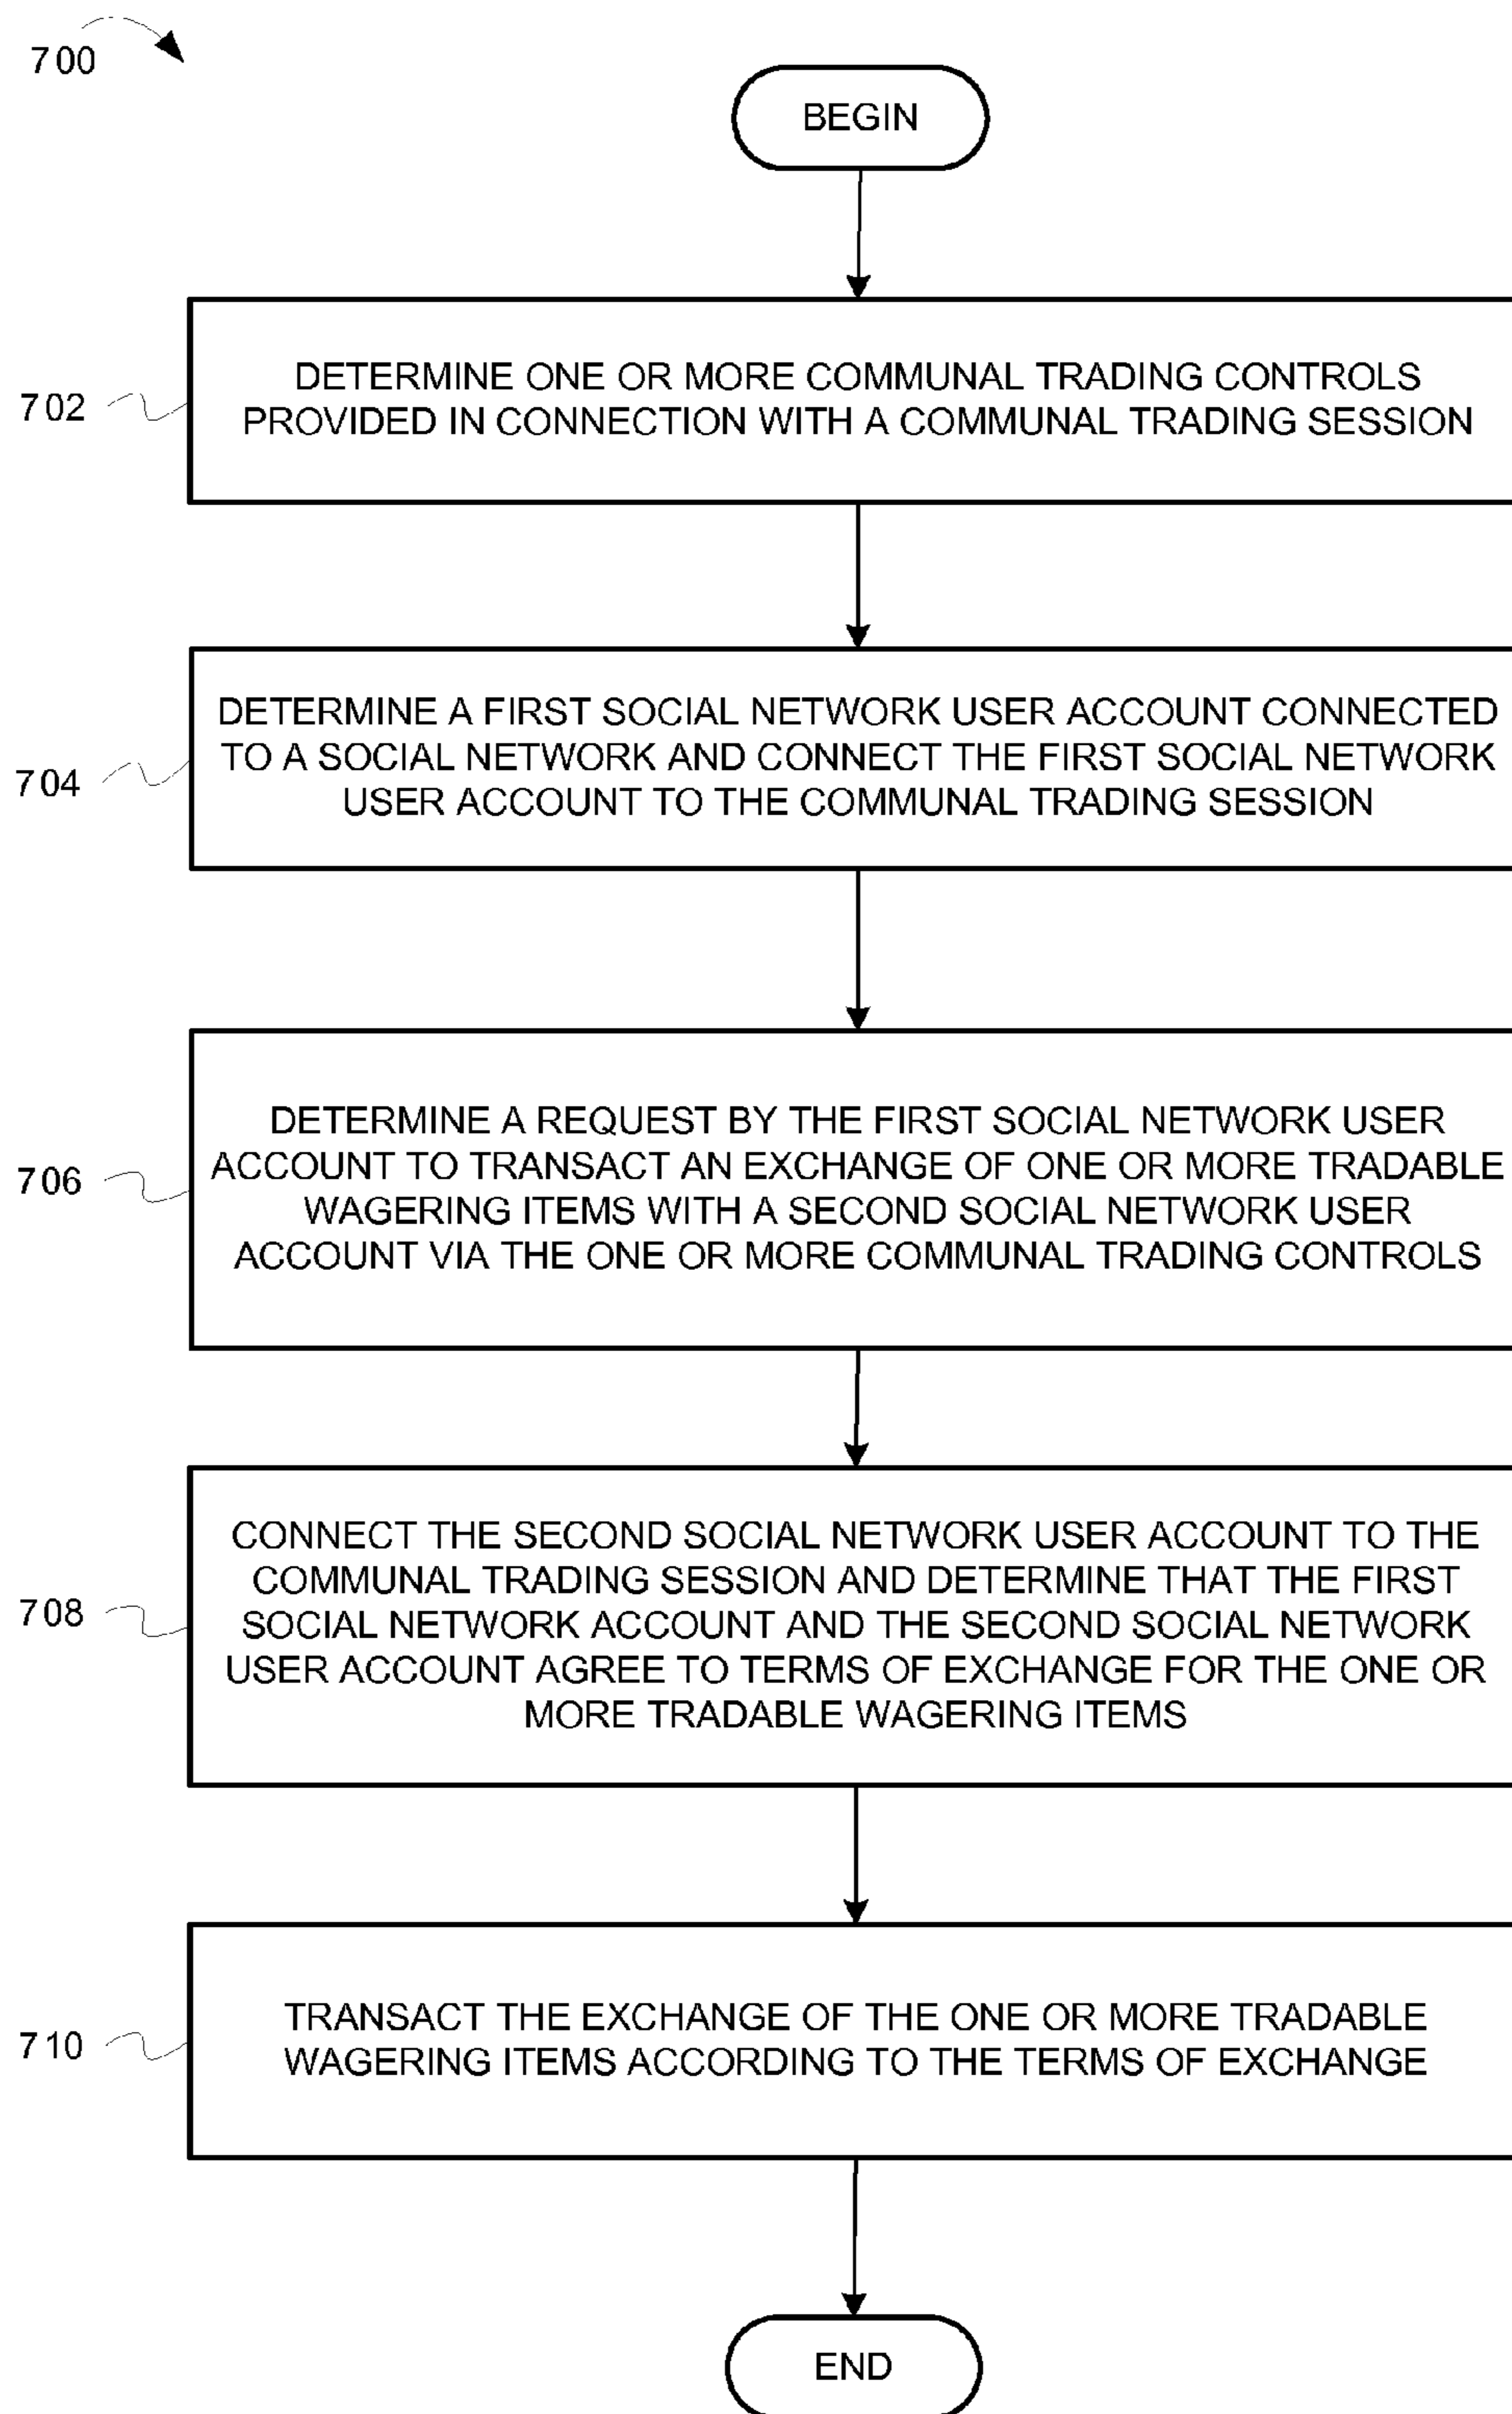 700
BEGIN
702
DETERMINE ONE OR MORE COMMUNAL TRADING CONTROLS
PROVIDED IN CONNECTION WITH A COMMUNAL TRADING SESSION
704
DETERMINE A FIRST SOCIAL NETWORK USER ACCOUNT CONNECTED
TO A SOCIAL NETWORK AND CONNECT THE FIRST SOCIAL NETWORK
USER ACCOUNT TO THE COMMUNAL TRADING SESSION
706
DETERMINE A REQUEST BY THE FIRST SOCIAL NETWORK USER
ACCOUNT TO TRANSACT AN EXCHANGE OF ONE OR MORE TRADABLE
WAGERING ITEMS WITH A SECOND SOCIAL NETWORK USER
ACCOUNT VIA THE ONE OR MORE COMMUNAL TRADING CONTROLS
708
CONNECT THE SECOND SOCIAL NETWORK USER ACCOUNT TO THE
COMMUNAL TRADING SESSION AND DETERMINE THAT THE FIRST
SOCIAL NETWORK ACCOUNT AND THE SECOND SOCIAL NETWORK
USER ACCOUNT AGREE TO TERMS OF EXCHANGE FOR THE ONE OR
MORE TRADABLE WAGERING ITEMS
710
TRANSACT THE EXCHANGE OF THE ONE OR MORE TRADABLE
WAGERING ITEMS ACCORDING TO THE TERMS OF EXCHANGE
END